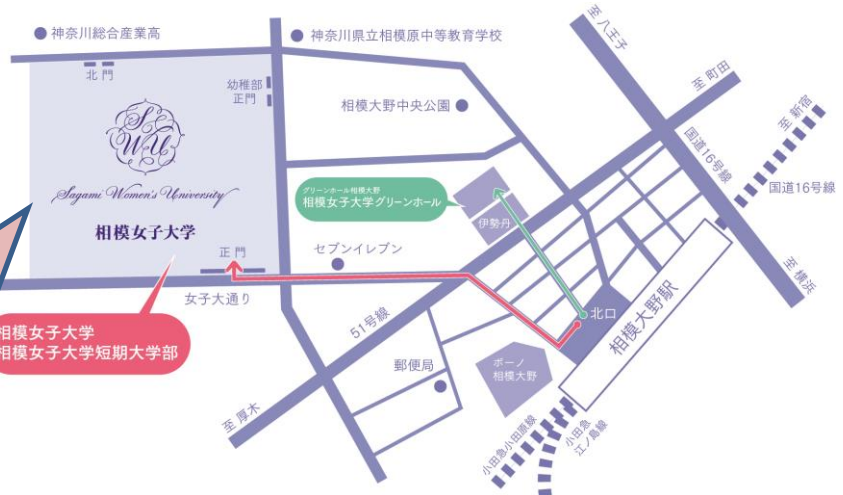 神奈川総合産業高
神奈川県立相模原中等教育学校
至八王子
至町田
至新宿
北門
幼稚部
正門
相模大野中央公園
国道16号線
国道16号線
SWU
Sagami Women's University
相模女子大学
グリーンホール相模大野
相模女子大学グリーンホール
伊勢丹
正門
セブンイレブン
女子大通り
51号線
北口
相模大野駅
至横浜
相模女子大学
相模女子大学短期大学部
郵便局
ボーノ
相模大野
至厚木
小田急小田原線
小田急
江ノ島線